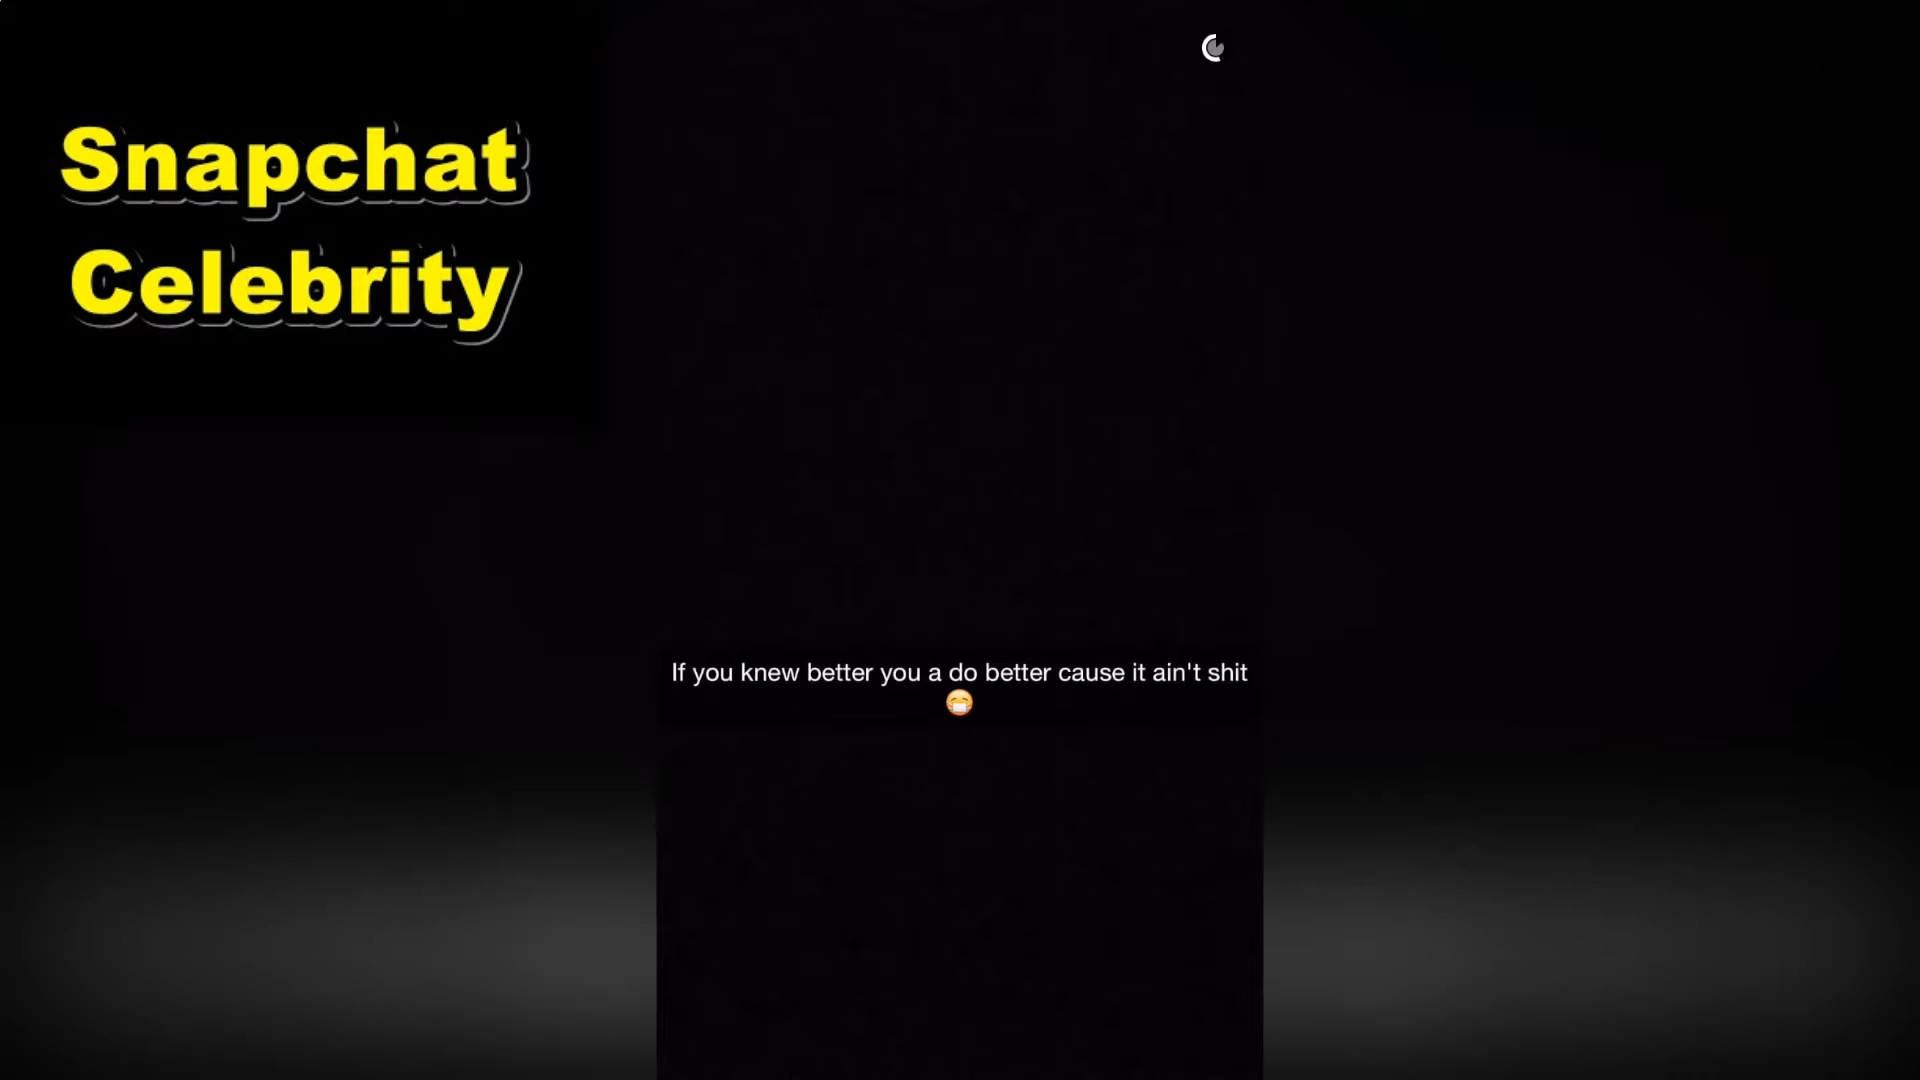 Snapchat
Celebrity
If you knew better you a do better cause it ain't shit
😷